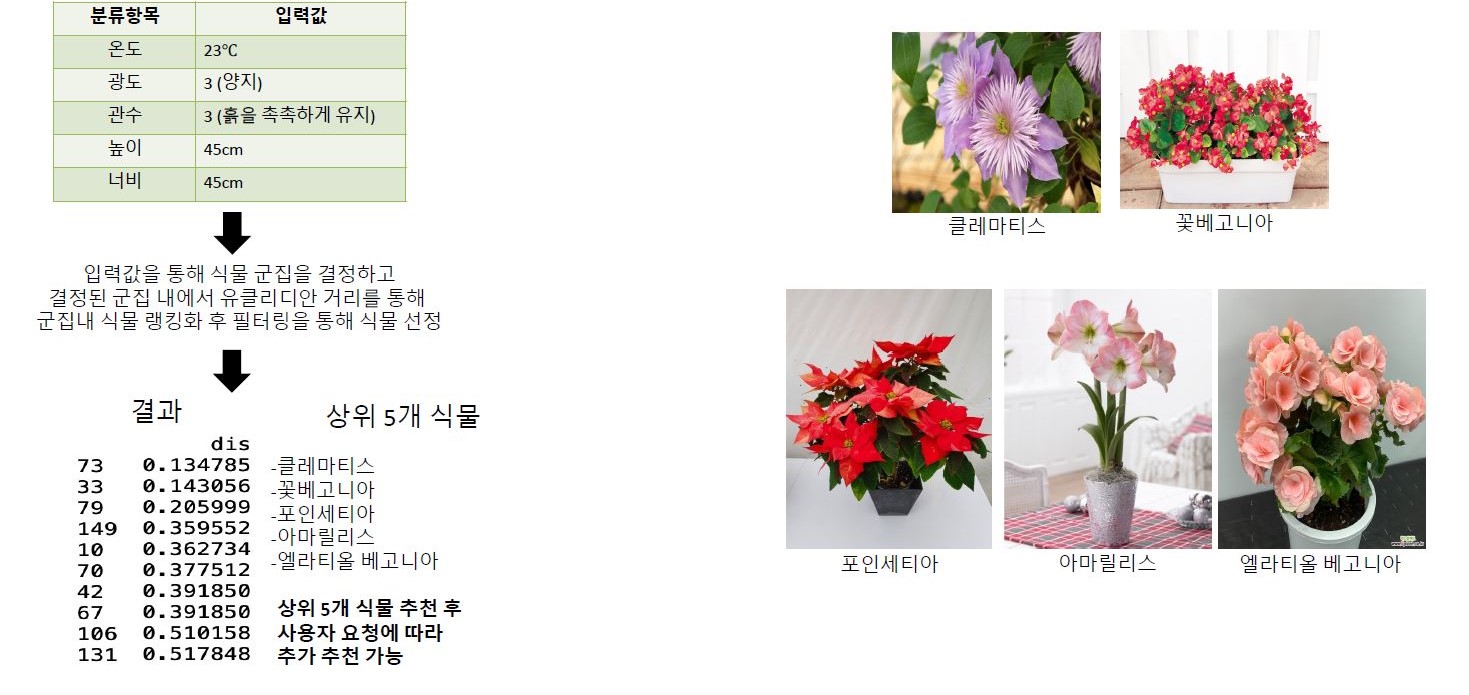 분류항목 입력값
온도 23℃
광도 3 (양지)
관수 3 (흙을 촉촉하게 유지)
높이 45cm
너비 45cm
입력값을 통해 식물 군집을 결정하고
결정된 군집 내에서 유클리디안 거리를 통해
군집내 식물 랭킹화 후 필터링을 통해 식물 선정
결과
dis
73 0.134785
33 0.143056
79 0.205999
149 0.359552
10 0.362734
70 0.377512
42 0.391850
67 0.391850
106 0.510158
131 0.517848
상위 5개 식물
-클레마티스
-꽃베고니아
-포인세티아
-아마릴리스
-엘라티올 베고니아
상위 5개 식물 추천 후
사용자 요청에 따라
추가 추천 가능
클레마티스
꽃베고니아
포인세티아
아마릴리스
엘라티올 베고니아